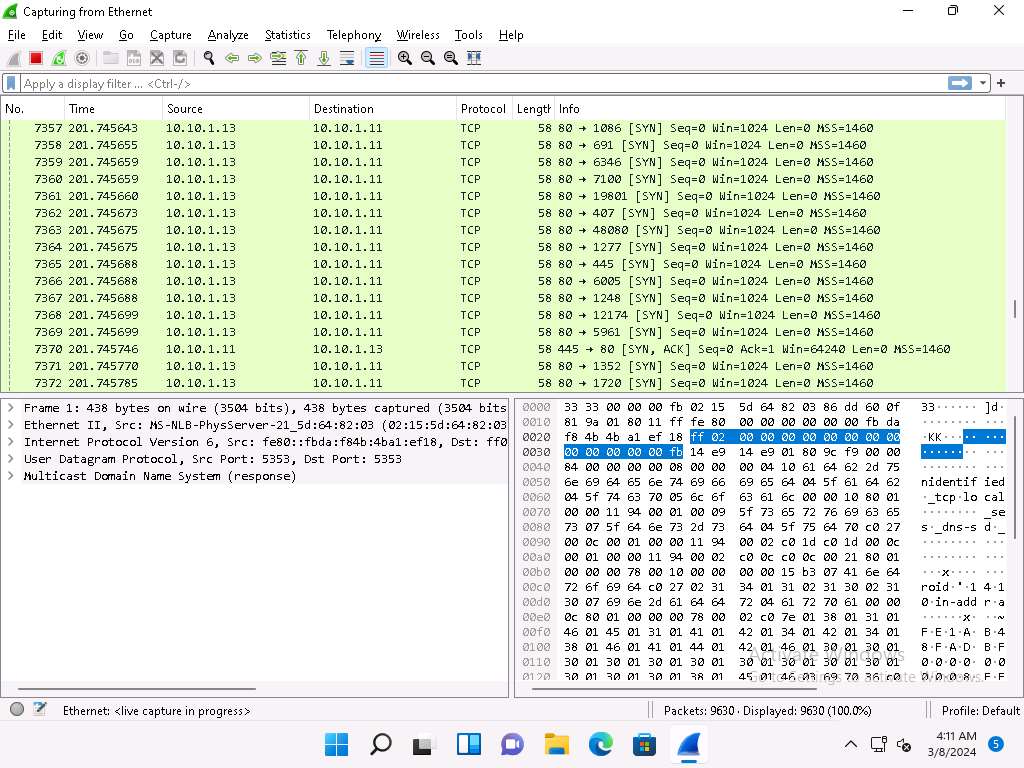 Capturing from Ethernet
File Edit View Go Capture Analyze Statistics Telephony Wireless Tools Help
Apply a display filter ... <Ctrl-/>
No. Time Source Destination Protocol Length Info
7357 201.745643 10.10.1.13 10.10.1.11 TCP 58 80 → 1086 [SYN] Seq=0 Win=1024 Len=0 MSS=1460
7358 201.745655 10.10.1.13 10.10.1.11 TCP 58 80 → 691 [SYN] Seq=0 Win=1024 Len=0 MSS=1460
7359 201.745659 10.10.1.13 10.10.1.11 TCP 58 80 → 6346 [SYN] Seq=0 Win=1024 Len=0 MSS=1460
7360 201.745659 10.10.1.13 10.10.1.11 TCP 58 80 → 7100 [SYN] Seq=0 Win=1024 Len=0 MSS=1460
7361 201.745660 10.10.1.13 10.10.1.11 TCP 58 80 → 19801 [SYN] Seq=0 Win=1024 Len=0 MSS=1460
7362 201.745673 10.10.1.13 10.10.1.11 TCP 58 80 → 407 [SYN] Seq=0 Win=1024 Len=0 MSS=1460
7363 201.745675 10.10.1.13 10.10.1.11 TCP 58 80 → 48080 [SYN] Seq=0 Win=1024 Len=0 MSS=1460
7364 201.745675 10.10.1.13 10.10.1.11 TCP 58 80 → 1277 [SYN] Seq=0 Win=1024 Len=0 MSS=1460
7365 201.745688 10.10.1.13 10.10.1.11 TCP 58 80 → 445 [SYN] Seq=0 Win=1024 Len=0 MSS=1460
7366 201.745688 10.10.1.13 10.10.1.11 TCP 58 80 → 6005 [SYN] Seq=0 Win=1024 Len=0 MSS=1460
7367 201.745688 10.10.1.13 10.10.1.11 TCP 58 80 → 1248 [SYN] Seq=0 Win=1024 Len=0 MSS=1460
7368 201.745699 10.10.1.13 10.10.1.11 TCP 58 80 → 12174 [SYN] Seq=0 Win=1024 Len=0 MSS=1460
7369 201.745699 10.10.1.13 10.10.1.11 TCP 58 80 → 5961 [SYN] Seq=0 Win=1024 Len=0 MSS=1460
7370 201.745746 10.10.1.11 10.10.1.13 TCP 58 445 → 80 [SYN, ACK] Seq=0 Ack=1 Win=64240 Len=0 MSS=1460
7371 201.745770 10.10.1.13 10.10.1.11 TCP 58 80 → 1352 [SYN] Seq=0 Win=1024 Len=0 MSS=1460
7372 201.745785 10.10.1.13 10.10.1.11 TCP 58 80 → 1720 [SYN] Seq=0 Win=1024 Len=0 MSS=1460
Frame 1: 438 bytes on wire (3504 bits), 438 bytes captured (3504 bits
Ethernet II, Src: MS-NLB-PhysServer-21_5d:64:82:03 (02:15:5d:64:82:03
Internet Protocol Version 6, Src: fe80::fbda:f84b:4ba1:ef18, Dst: ff0
User Datagram Protocol, Src Port: 5353, Dst Port: 5353
Multicast Domain Name System (response)
0000 33 33 00 00 00 fb 02 15 5d 64 82 03 86 dd 60 0f 33······ ]d·
0010 81 9a 01 80 11 ff fe 80 00 00 00 00 00 00 fb da
0020 f8 4b 4b a1 ef 18 ff 02 00 00 00 00 00 00 00 00 ·KK
0030 00 00 00 00 00 fb 14 e9 14 e9 01 80 9c f9 00 00
0040 84 00 00 00 00 08 00 00 00 04 10 61 64 62 2d 75
0050 6e 69 64 65 6e 74 69 66 69 65 64 04 5f 61 64 62 nidentif ied
0060 04 5f 74 63 70 05 6c 6f 63 61 6c 00 00 10 80 01 ·_tcp·lo cal
0070 00 00 11 94 00 01 00 09 5f 73 65 72 76 69 63 65 ········ _se
0080 73 07 5f 64 6e 73 2d 73 64 04 5f 75 64 70 c0 27 s·_dns-s d·_
0090 00 0c 00 01 00 00 11 94 00 02 c0 1d c0 1d 00 0c
00a0 00 01 00 00 11 94 00 02 c0 0c c0 0c 00 21 80 01
00b0 00 00 00 78 00 10 00 00 00 00 15 b3 07 41 6e 64 ···x····
00c0 72 6f 69 64 c0 27 02 31 34 01 31 02 31 30 02 31 roid·'·1 4·1
00d0 30 07 69 6e 2d 61 64 64 72 04 61 72 70 61 00 00 0·in-add r·a
00e0 0c 80 01 00 00 00 78 00 02 c0 7e 01 38 01 31 01 ······x· ··~
00f0 46 01 45 01 31 01 41 01 42 01 34 01 42 01 34 01 F·E·1·A· B·4
0100 38 01 46 01 41 01 44 01 42 01 46 01 30 01 30 01 8·F·A·D· B·F
0110 30 01 30 01 30 01 30 01 30 01 30 01 30 01 30 01 0·0·0·0· 0·0
0120 30 01 30 01 30 01 38 01 45 01 46 03 69 70 36 c0 0·0·0·8· E·F
Activate Windows
Go to Settings to activate Windows.
Ethernet: <live capture in progress>
Packets: 9630 · Displayed: 9630 (100.0%)
Profile: Default
4:11 AM
3/8/2024
5